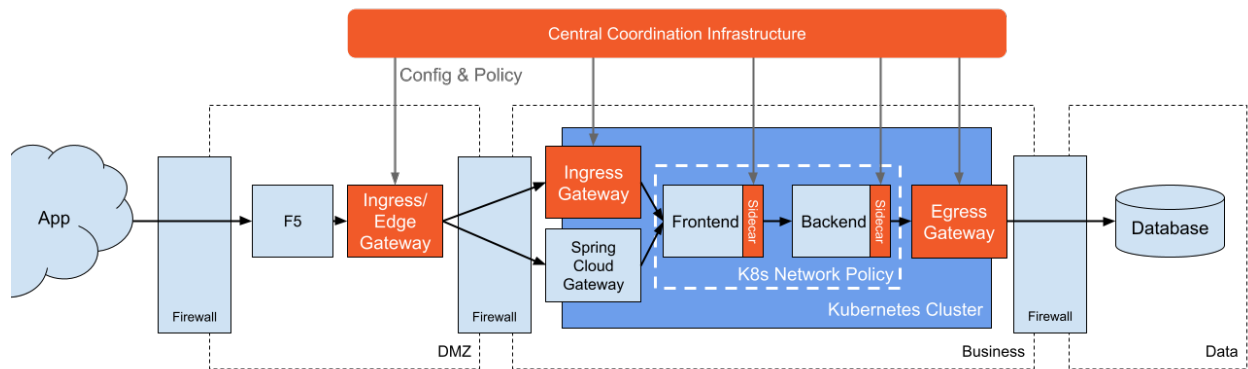 Central Coordination Infrastructure
Config & Policy
App
Firewall
F5
Ingress/
Edge
Gateway
DMZ
Firewall
Ingress
Gateway
Spring
Cloud
Gateway
Frontend
Sidecar
Backend
Sidecar
K8s Network Policy
Egress
Gateway
Kubernetes Cluster
Business
Firewall
Database
Data